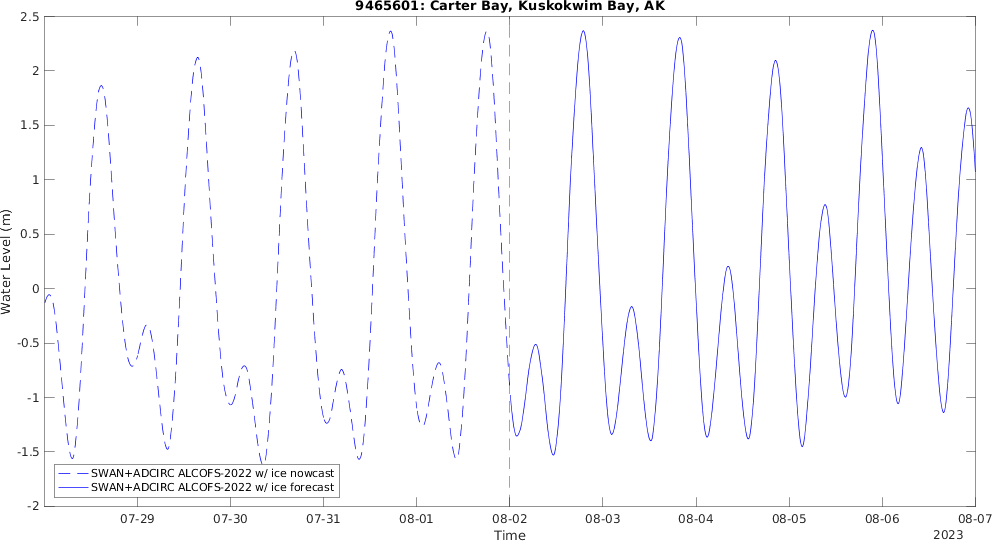 9465601: Carter Bay, Kuskokwim Bay, AK
2.5
2
1.5
1
0.5
0
-0.5
-1
-1.5
-2
Water Level (m)
SWAN+ADCIRC ALCOFS-2022 w/ ice nowcast
SWAN+ADCIRC ALCOFS-2022 w/ ice forecast
07-29 07-30 07-31 08-01 08-02 08-03 08-04 08-05 08-06 08-07
Time
2023